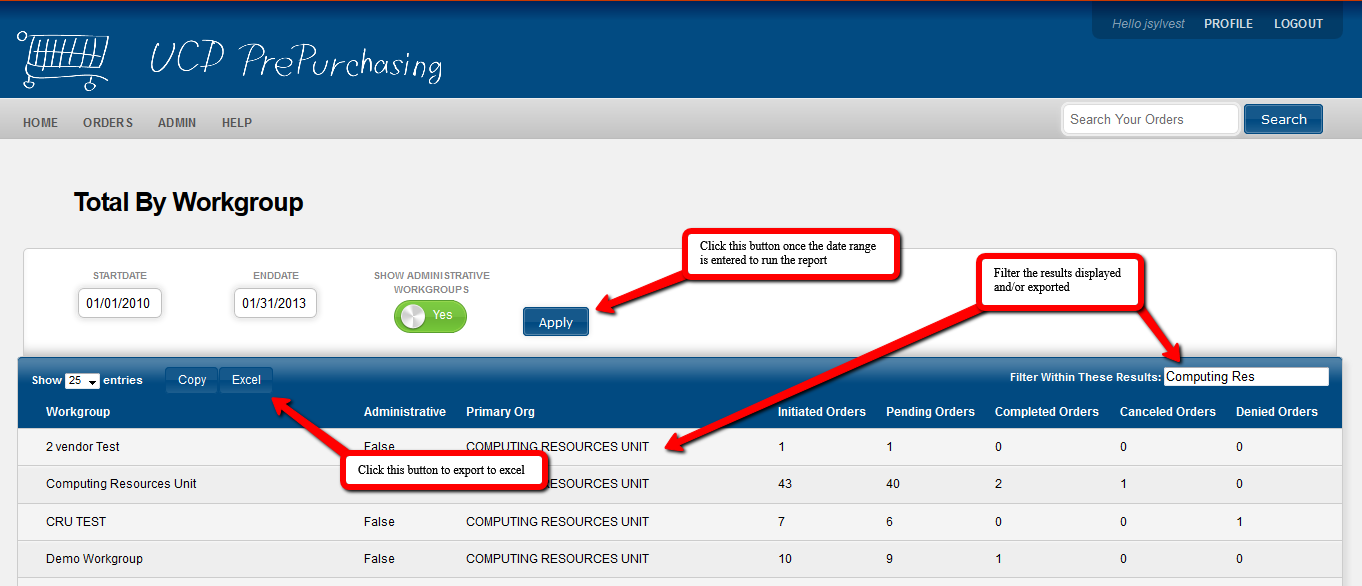 Hello jsylvest PROFILE LOGOUT
UCD PrePurchasing
HOME ORDERS ADMIN HELP
Search Your Orders Search
Total By Workgroup
Click this button once the date range
is entered to run the report
STARTDATE
01/01/2010
ENDDATE
01/31/2013
SHOW ADMINISTRATIVE
WORKGROUPS
Yes
Apply
Filter the results displayed
and/or exported
Show 25 entries Copy Excel
Filter Within These Results: Computing Res
Workgroup Administrative Primary Org Initiated Orders Pending Orders Completed Orders Canceled Orders Denied Orders
2 vendor Test False COMPUTING RESOURCES UNIT 1 1 0 0 0
Click this button to export to excel
Computing Resources Unit ESOURCES UNIT 43 40 2 1 0
CRU TEST False COMPUTING RESOURCES UNIT 7 6 0 0 1
Demo Workgroup False COMPUTING RESOURCES UNIT 10 9 1 0 0